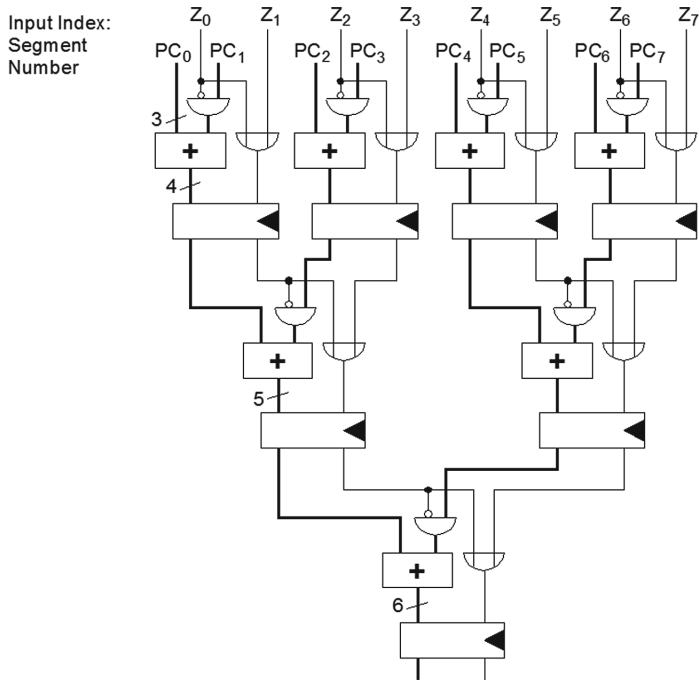 Input Index:
Segment
Number
Z0 Z1 Z2 Z3 Z4 Z5 Z6 Z7
PC0 PC1 PC2 PC3 PC4 PC5 PC6 PC7
3
+ + + +
4
+ +
5
+
6